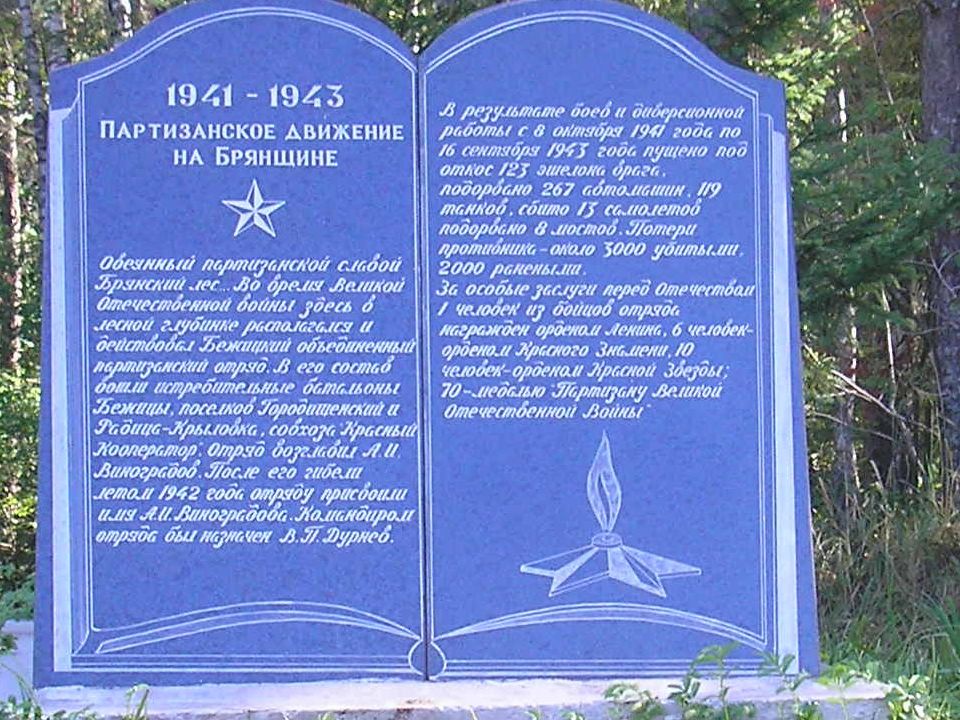 1941 - 1943
ПАРТИЗАНСКОЕ ДВИЖЕНИЕ
НА БРЯНЩИНЕ
Овеянный партизанской славой
Брянский лес... Во время Великой
Отечественной войны здесь в
лесной глубинке располагался и
действовал Бежицкий объединенный
партизанский отряд. В его состав
вошли истребительные батальоны
Бежицы, поселков Городищенский и
Радица-Крыловка, совхоза "Красный
Кооператор". Отряд возглавил А.И.
Виноградов. После его гибели
летом 1942 года отряду присвоили
имя А.И. Виноградова. Командиром
отряда был назначен В.П. Дурнев.
В результате боев и диверсионной
работы с 8 октября 1941 года по
16 сентября 1943 года пущено под
откос 123 эшелона врага,
подорвано 267 автомашин, 119
танков, сбито 13 самолетов
подорвано 8 мостов. Потери
противника - около 3000 убитыми,
2000 ранеными.
За особые заслуги перед Отечеством
1 человек из бойцов отряда
награжден орденом Ленина, 6 человек-
орденом Красного Знамени, 10
человек-орденом Красной Звезды;
70-медалью "Партизану Великой
Отечественной Войны"